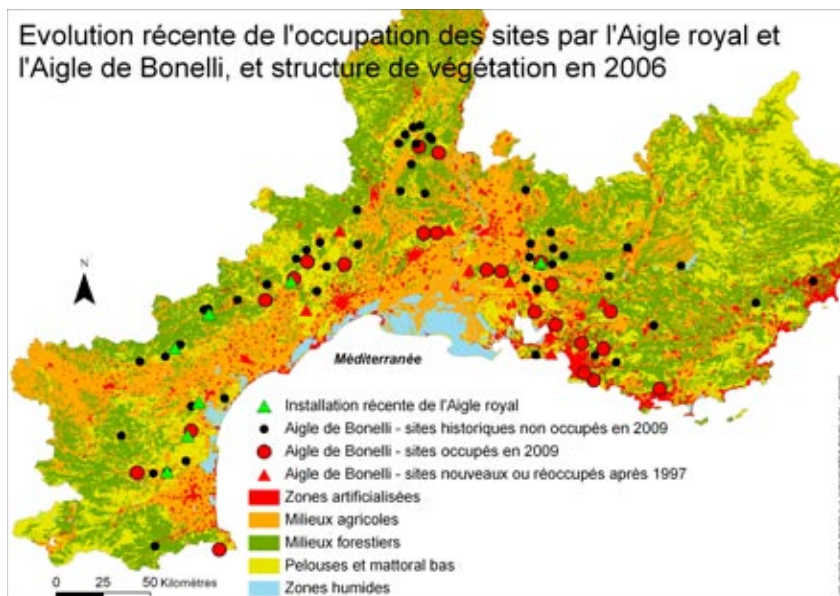 Evolution récente de l'occupation des sites par l'Aigle royal et
l'Aigle de Bonelli, et structure de végétation en 2006
N
Méditerranée
Installation récente de l'Aigle royal
Aigle de Bonelli - sites historiques non occupés en 2009
Aigle de Bonelli - sites occupés en 2009
Aigle de Bonelli - sites nouveaux ou réoccupés après 1997
Zones artificialisées
Milieux agricoles
Milieux forestiers
Pelouses et mattoral bas
Zones humides
0 25 50 Kilomètres